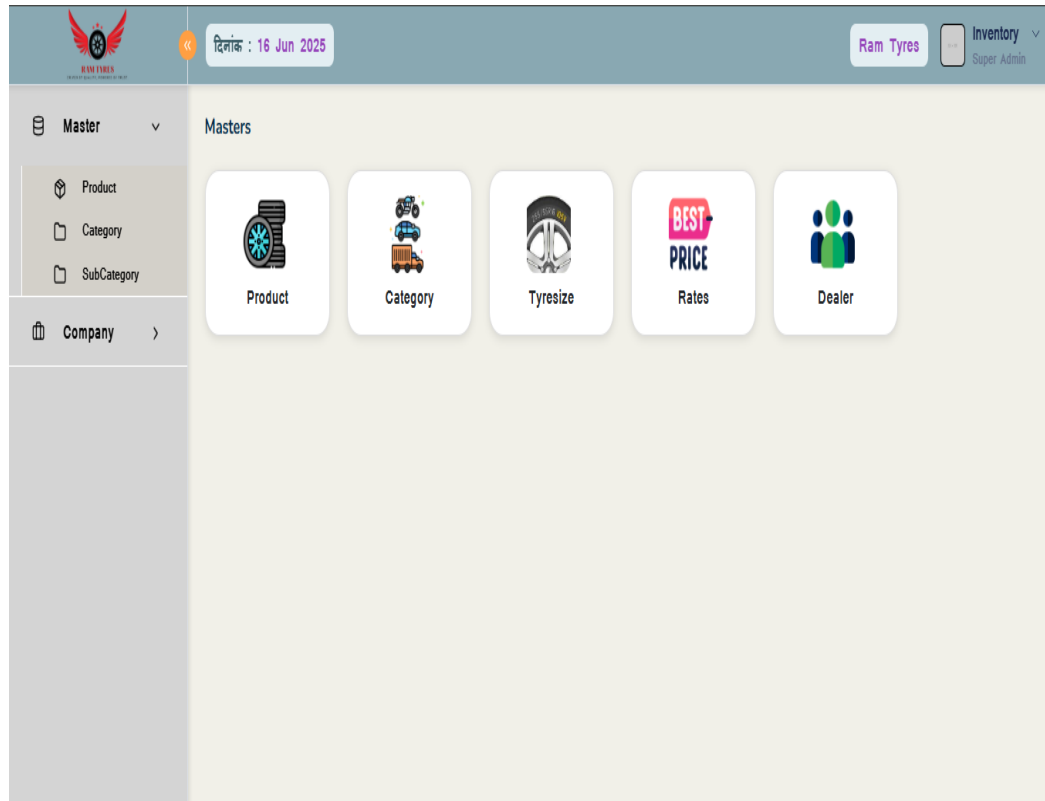 RAM TYRES
«
दिनांक : 16 Jun 2025
Ram Tyres
Inventory
Super Admin
Master
Product
Category
SubCategory
Company
Masters
Product
Category
Tyresize
BEST
PRICE
Rates
Dealer